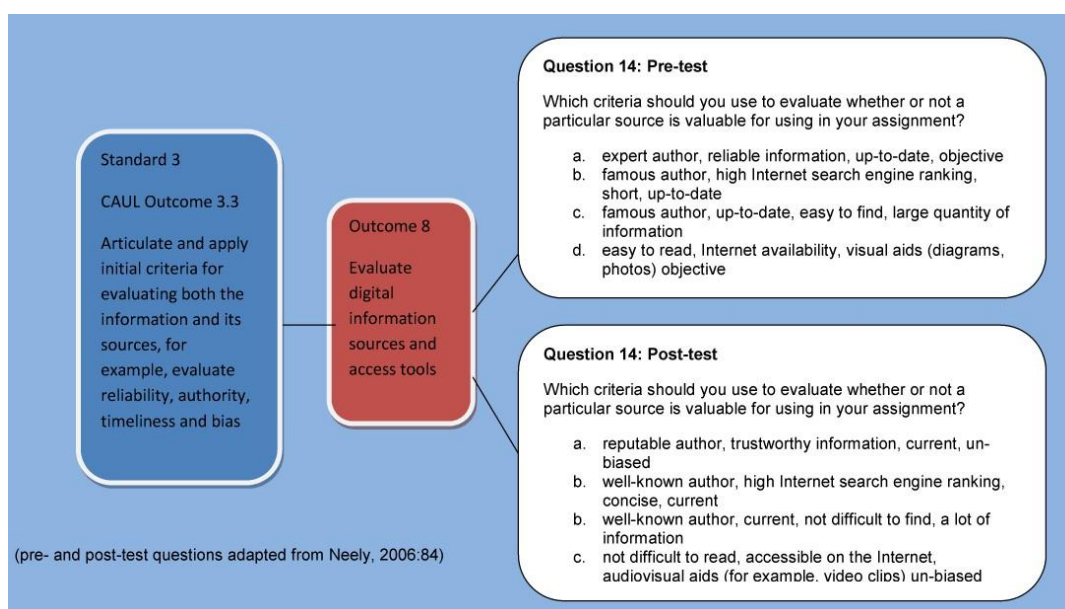 Standard 3
CAUL Outcome 3.3
Articulate and apply
initial criteria for
evaluating both the
information and its
sources, for
example, evaluate
reliability, authority,
timeliness and bias
Outcome 8
Evaluate
digital
information
sources and
access tools
Question 14: Pre-test
Which criteria should you use to evaluate whether or not a
particular source is valuable for using in your assignment?
a. expert author, reliable information, up-to-date, objective
b. famous author, high Internet search engine ranking,
short, up-to-date
c. famous author, up-to-date, easy to find, large quantity of
information
d. easy to read, Internet availability, visual aids (diagrams,
photos) objective
Question 14: Post-test
Which criteria should you use to evaluate whether or not a
particular source is valuable for using in your assignment?
a. reputable author, trustworthy information, current, un-
biased
b. well-known author, high Internet search engine ranking,
concise, current
b. well-known author, current, not difficult to find, a lot of
information
c. not difficult to read, accessible on the Internet,
audiovisual aids (for example, video clips) un-biased
(pre- and post-test questions adapted from Neely, 2006:84)